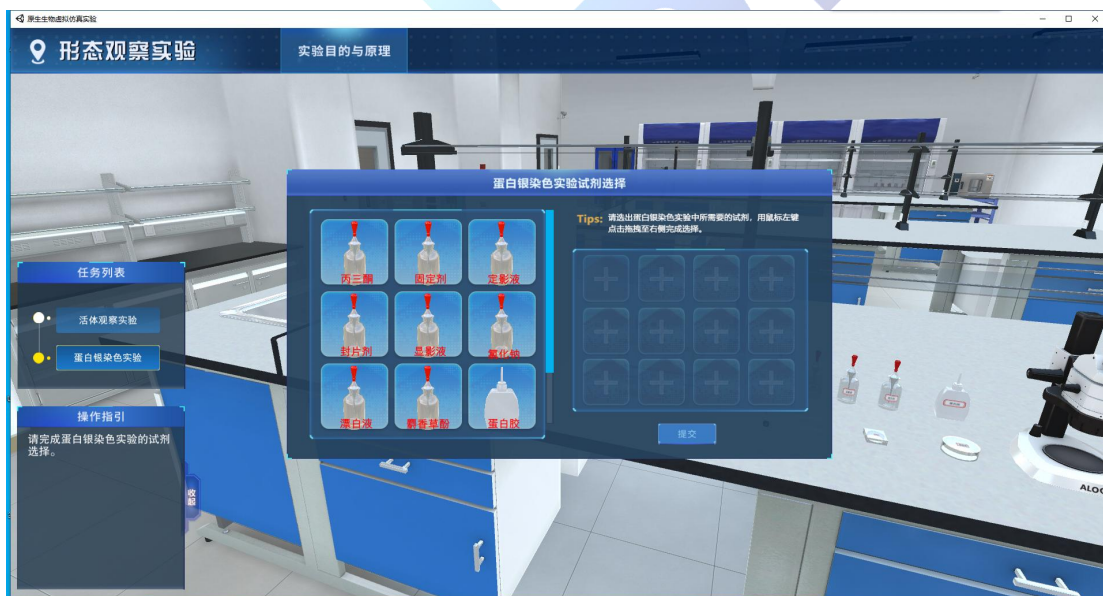 原生生物虚拟仿真实验
形态观察实验
实验目的与原理
蛋白银染色实验试剂选择
丙三酮
固定剂
定影液
封片剂
显影液
氯化钠
漂白液
麝香草酚
蛋白胶
Tips: 请选出蛋白银染色实验中所需要的试剂，用鼠标左键
点击拖拽至右侧完成选择。
提交
任务列表
活体观察实验
蛋白银染色实验
操作指引
请完成蛋白银染色实验的试剂
选择。
收起